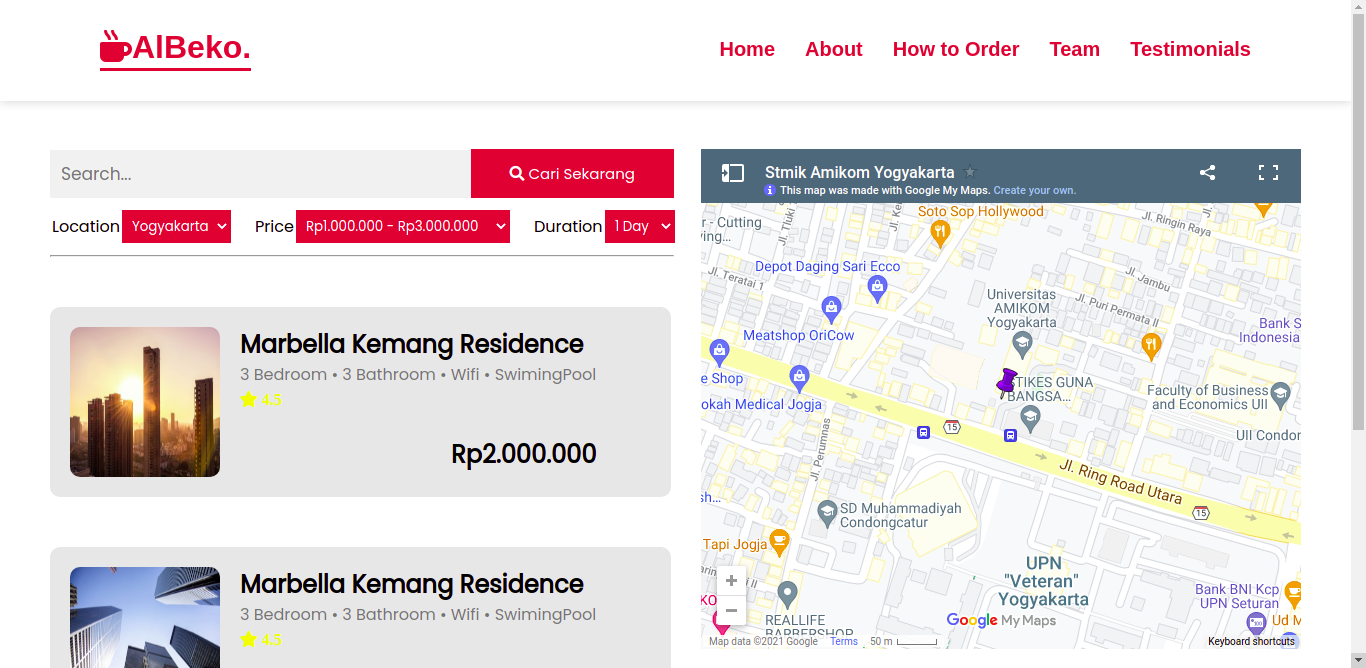 AlBeko.
Home About How to Order Team Testimonials
Search...
Cari Sekarang
Location Yogyakarta Price Rp1.000.000 - Rp3.000.000 Duration 1 Day
Marbella Kemang Residence
3 Bedroom • 3 Bathroom • Wifi • SwimingPool
4.5
Rp2.000.000
Marbella Kemang Residence
3 Bedroom • 3 Bathroom • Wifi • SwimingPool
4.5
Stmik Amikom Yogyakarta
This map was made with Google My Maps. Create your own.
Soto Sop Hollywood
r - Cutting
ving...
Jl. Ringin Raya
Depot Daging Sari Ecco
Jl. Teratai 1
Jl. Jambu
Universitas
AMIKOM
Yogyakarta
Jl. Puri Permata II
Meatshop OriCow
Bank S
Indonesia
e Shop
STIKES GUNA
BANGSA...
Faculty of Business
and Economics UII
okah Medical Jogja
15
UII Condor
Jl. Perumnas
Jl. Ring Road Utara
sh...
SD Muhammadiyah
Condongcatur
15
Tapi Jogja
UPN
"Veteran"
Yogyakarta
Bank BNI Kcp
UPN Seturan
KO
REALLIFE
BARBERSHOP
Ud M
Google My Maps
Map data ©2021 Google Terms 50 m
Keyboard shortcuts